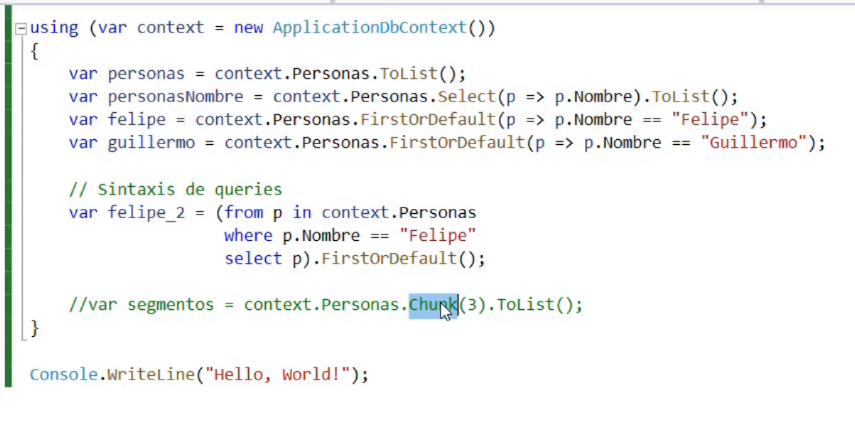 using (var context = new ApplicationDbContext())
{
var personas = context.Personas.ToList();
var personasNombre = context.Personas.Select(p => p.Nombre).ToList();
var felipe = context.Personas.FirstOrDefault(p => p.Nombre == "Felipe");
var guillermo = context.Personas.FirstOrDefault(p => p.Nombre == "Guillermo");
// Sintaxis de queries
var felipe_2 = (from p in context.Personas
where p.Nombre == "Felipe"
select p).FirstOrDefault();
//var segmentos = context.Personas.Chunk(3).ToList();
}
Console.WriteLine("Hello, World!");